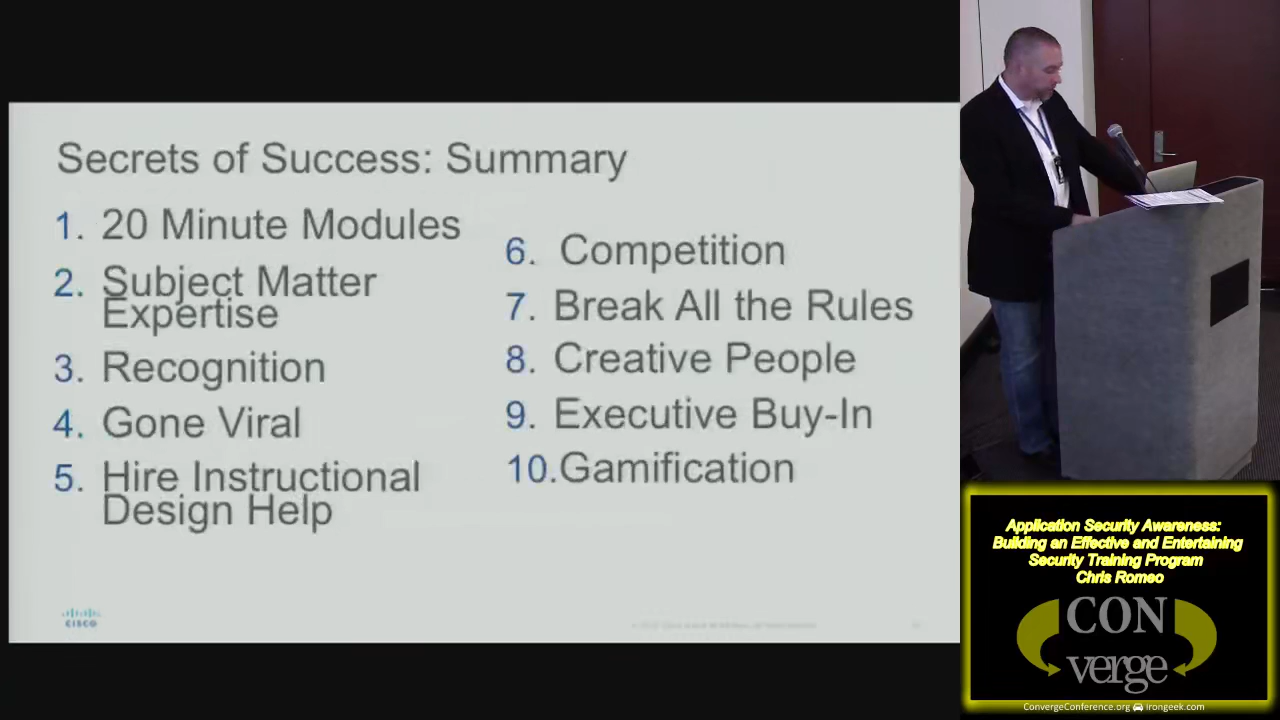 Secrets of Success: Summary
1. 20 Minute Modules
2. Subject Matter
Expertise
3. Recognition
4. Gone Viral
5. Hire Instructional
Design Help
6. Competition
7. Break All the Rules
8. Creative People
9. Executive Buy-In
10. Gamification
CISCO
Application Security Awareness:
Building an Effective and Entertaining
Security Training Program
Chris Romeo
CON
verge
ConvergeConference.org irongeek.com